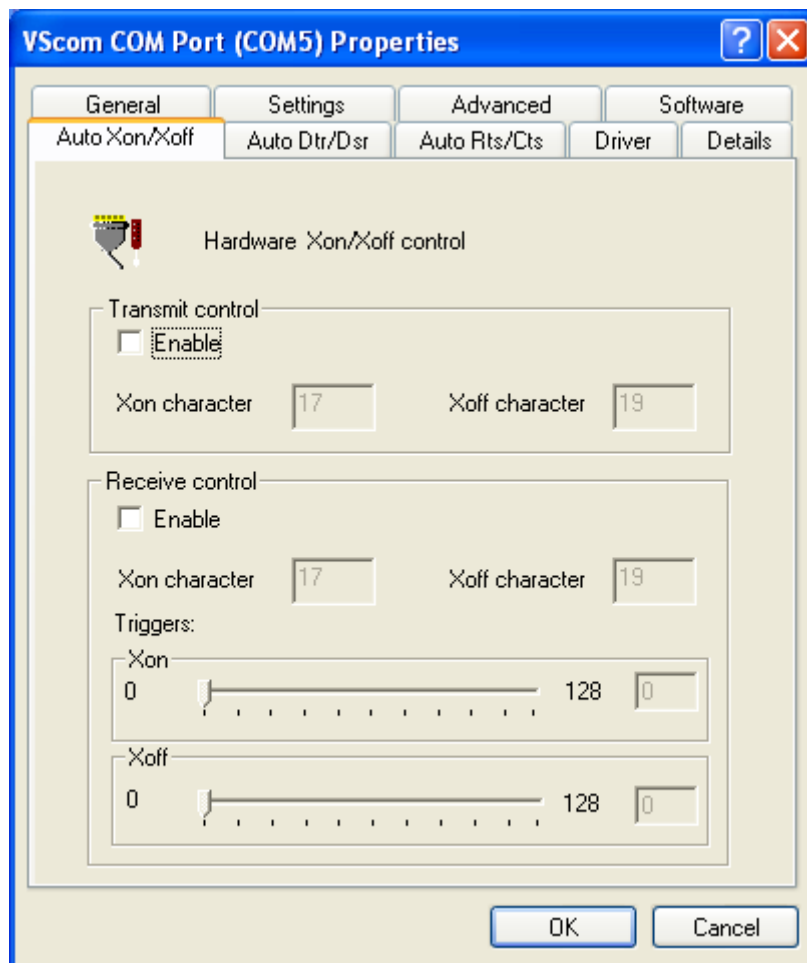 VScom COM Port (COM5) Properties
General Settings Advanced Software
Auto Xon/Xoff Auto Dtr/Dsr Auto Rts/Cts Driver Details
Hardware Xon/Xoff control
Transmit control
Enable
Xon character 17 Xoff character 19
Receive control
Enable
Xon character 17 Xoff character 19
Triggers:
Xon
0 128 0
Xoff
0 128 0
OK Cancel